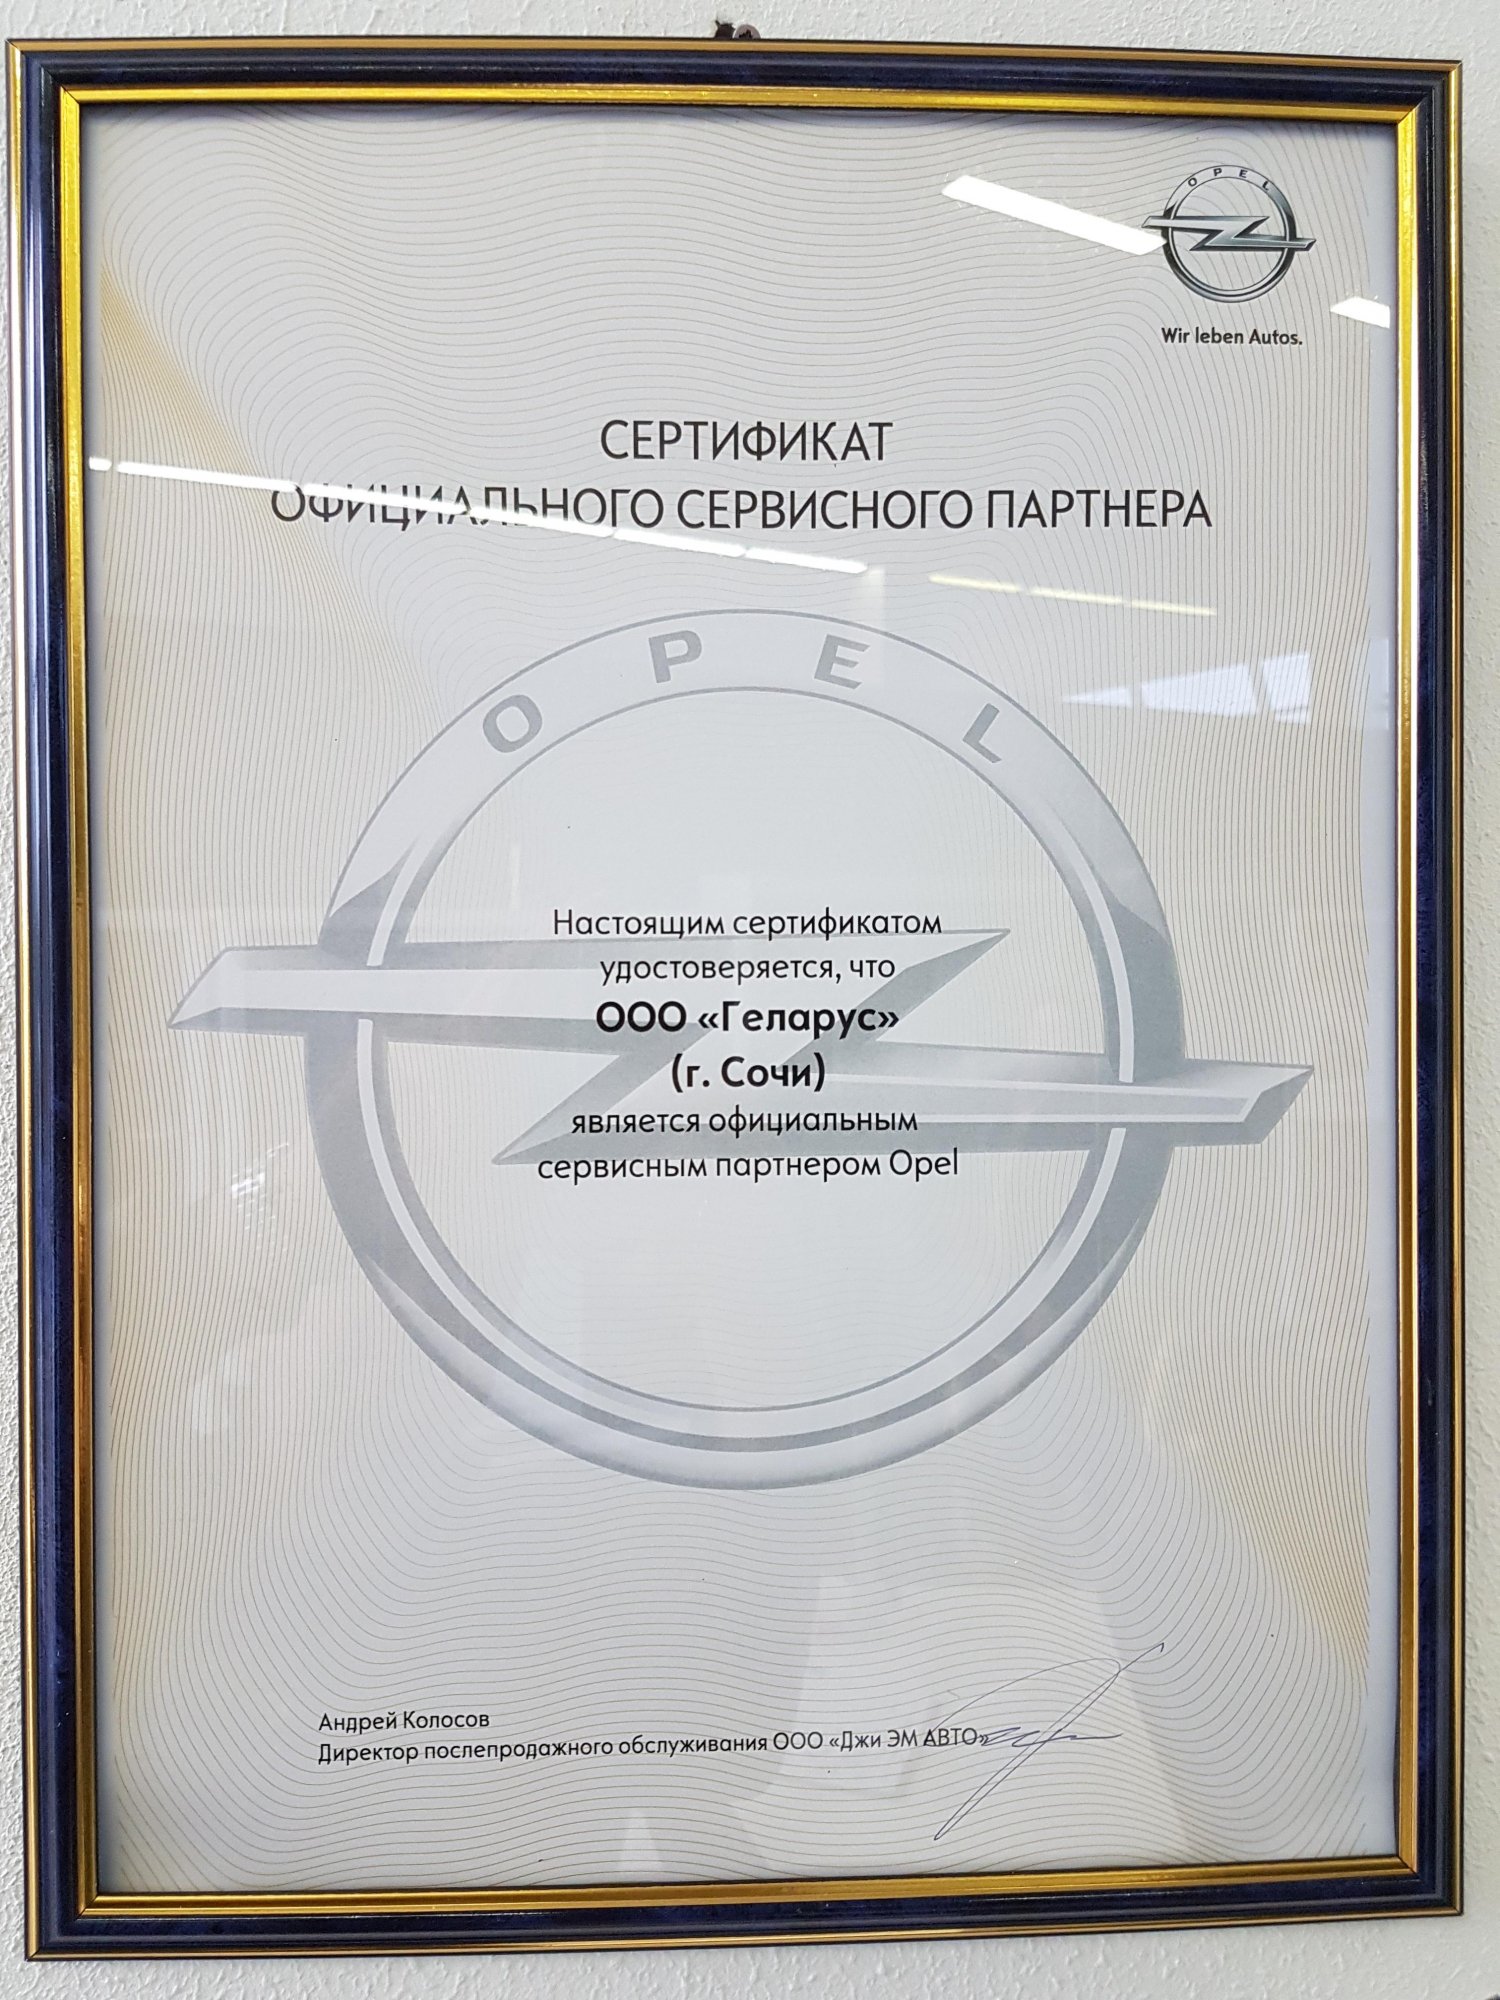 OPEL
Wir leben Autos.
СЕРТИФИКАТ
ОФИЦИАЛЬНОГО СЕРВИСНОГО ПАРТНЕРА
OPEL
Настоящим сертификатом
удостоверяется, что
ООО «Геларус»
(г. Сочи)
является официальным
сервисным партнером Opel
Андрей Колосов
Директор послепродажного обслуживания ООО «Джи ЭМ АВТО»